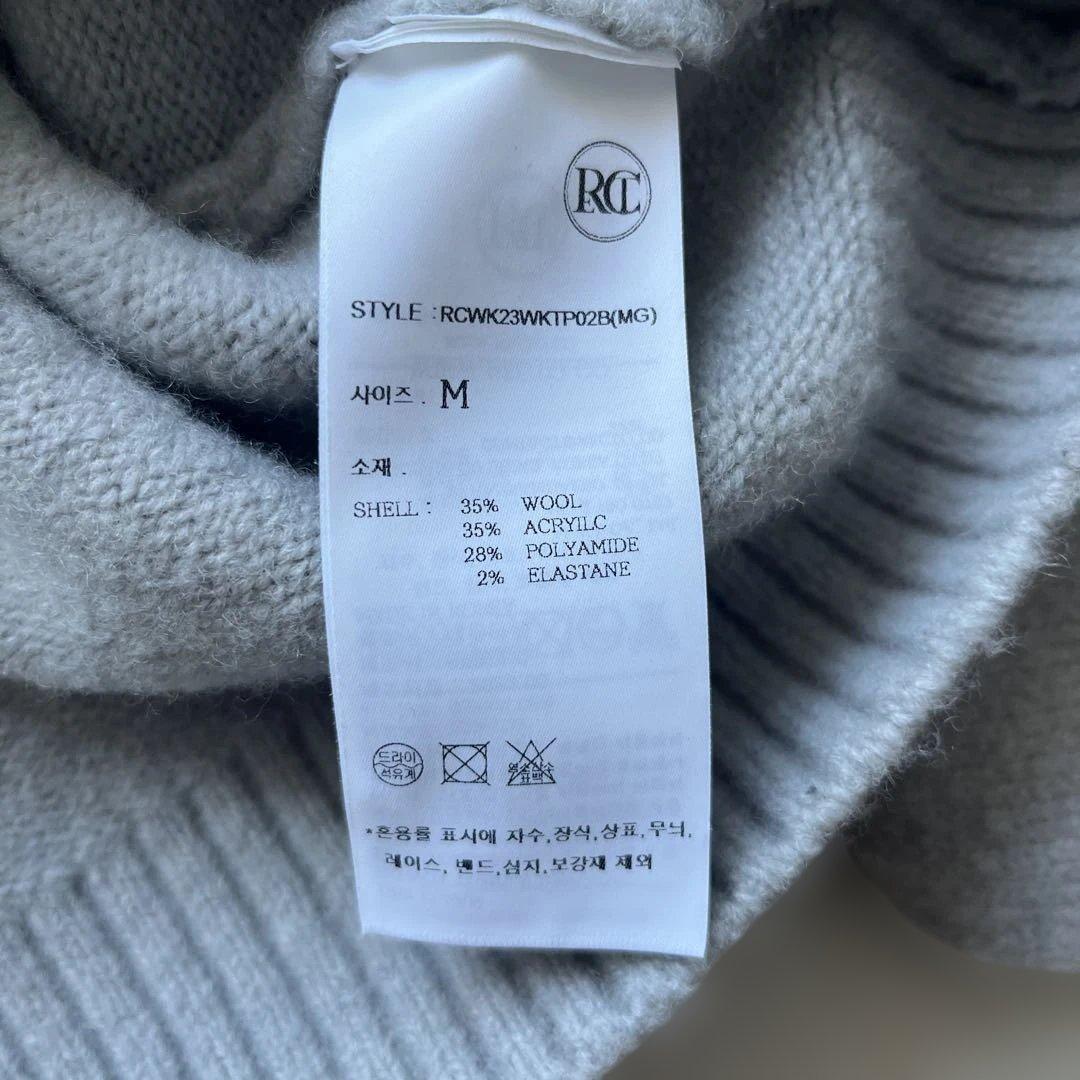 RCC
STYLE : RCWK23WKTP02B(MG)
사이즈 . M
소재 .
SHELL : 35% WOOL
35% ACRYILC
28% POLYAMIDE
2% ELASTANE
드라이
석유계
염소산소
표백
*혼용률 표시에 자수,장식,상표,무늬,
레이스, 밴드,심지,보강재 제외